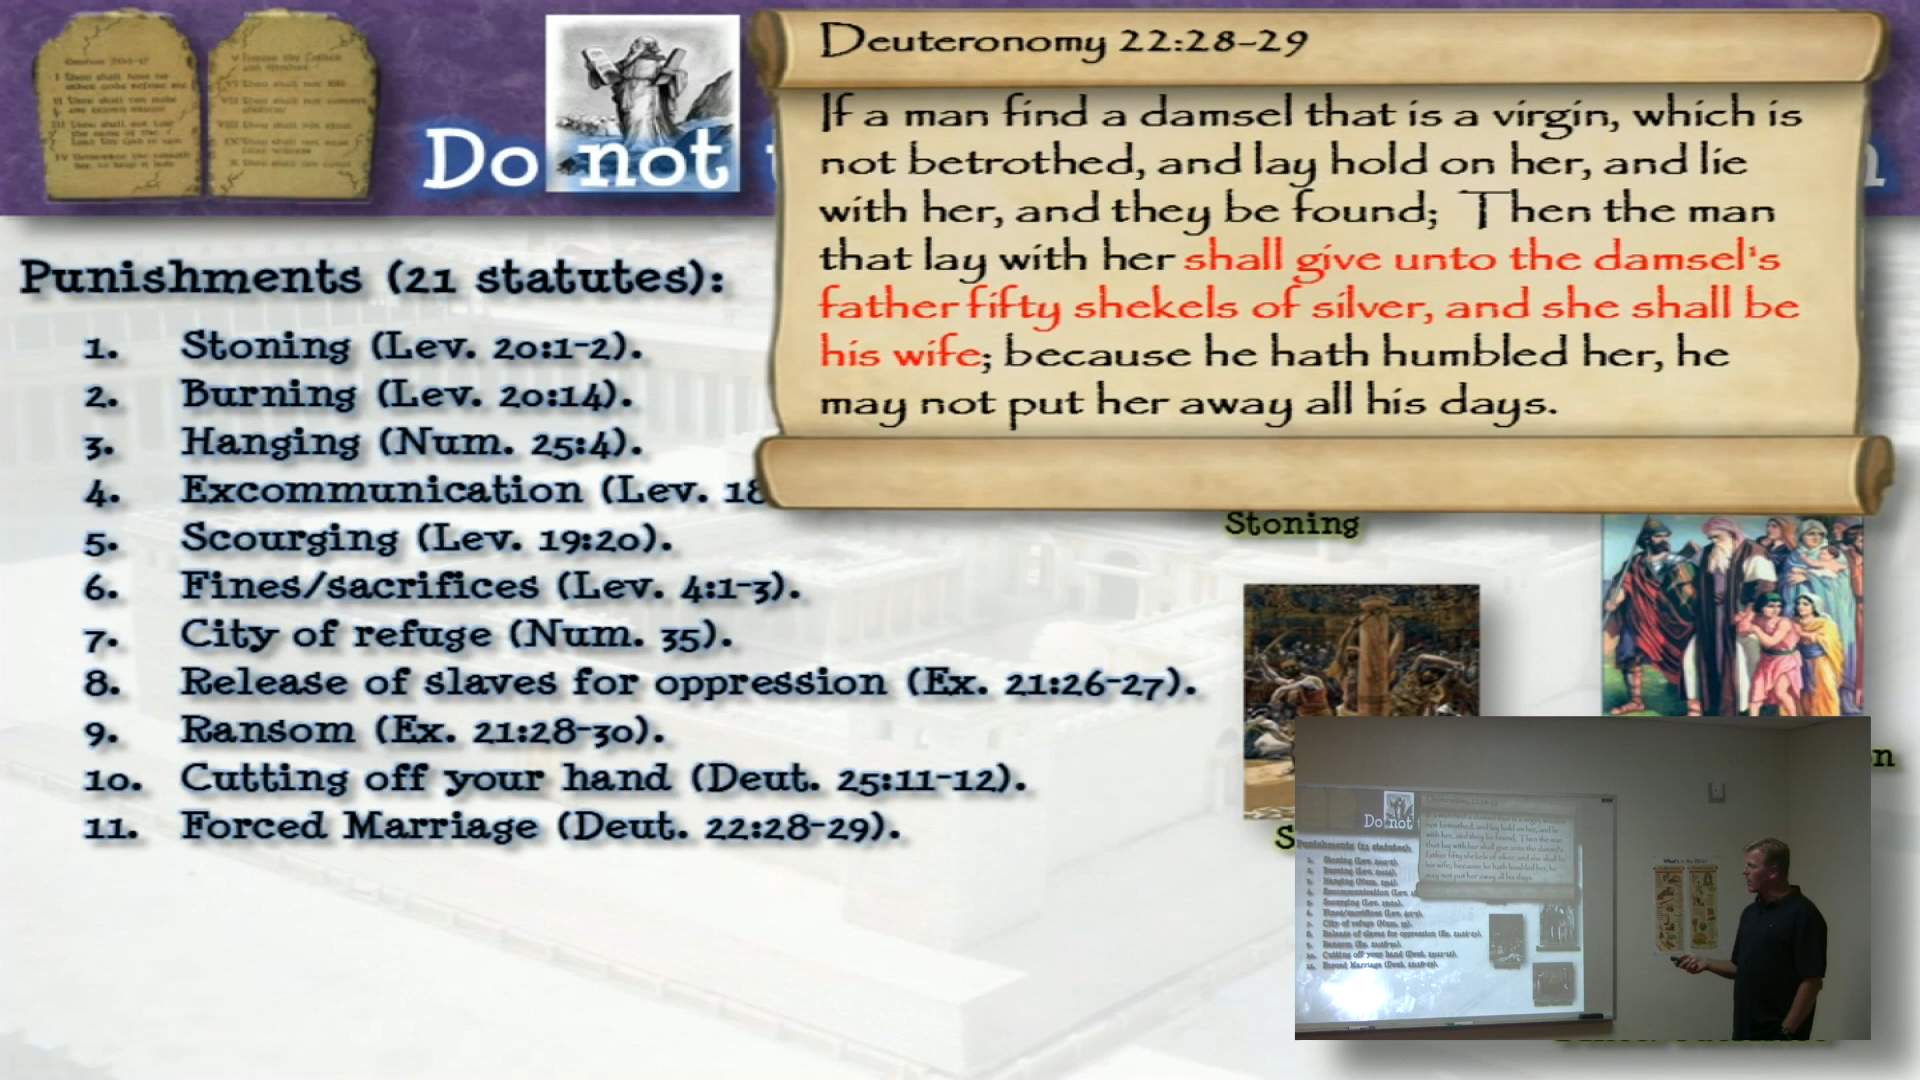 Do not
Deuteronomy 22:28-29
If a man find a damsel that is a virgin, which is
not betrothed, and lay hold on her, and lie
with her, and they be found; Then the man
that lay with her shall give unto the damsel's
father fifty shekels of silver, and she shall be
his wife; because he hath humbled her, he
may not put her away all his days.
Punishments (21 statutes):
1. Stoning (Lev. 20:1-2).
2. Burning (Lev. 20:14).
3. Hanging (Num. 25:4).
4. Excommunication (Lev. 18
5. Scourging (Lev. 19:20).
6. Fines/sacrifices (Lev. 4:1-3).
7. City of refuge (Num. 35).
8. Release of slaves for oppression (Ex. 21:26-27).
9. Ransom (Ex. 21:28-30).
10. Cutting off your hand (Deut. 25:11-12).
11. Forced Marriage (Deut. 22:28-29).
Stoning